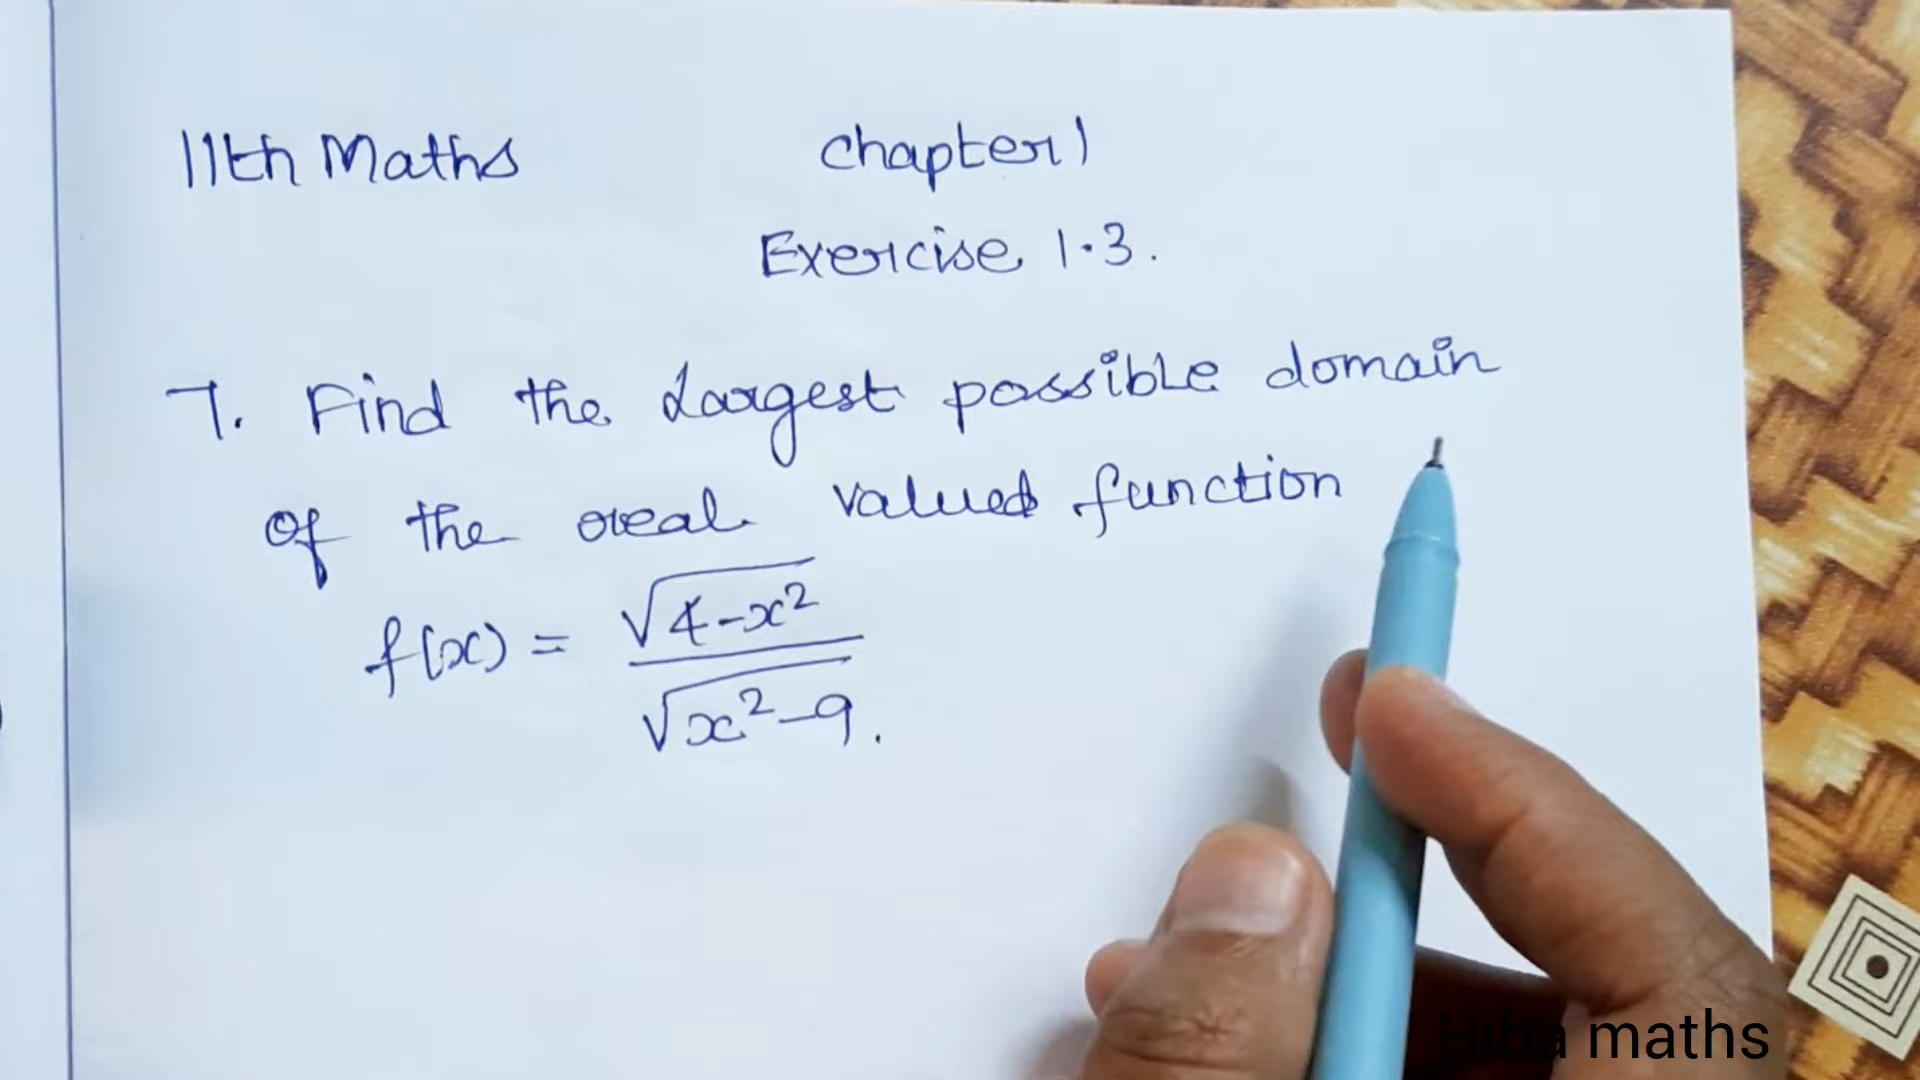 11th Maths chapter 1
Exercise 1.3.
7. Find the Largest possible domain
of the real valued function
f(x) = √4-x² / √x²-9.
Hiba maths